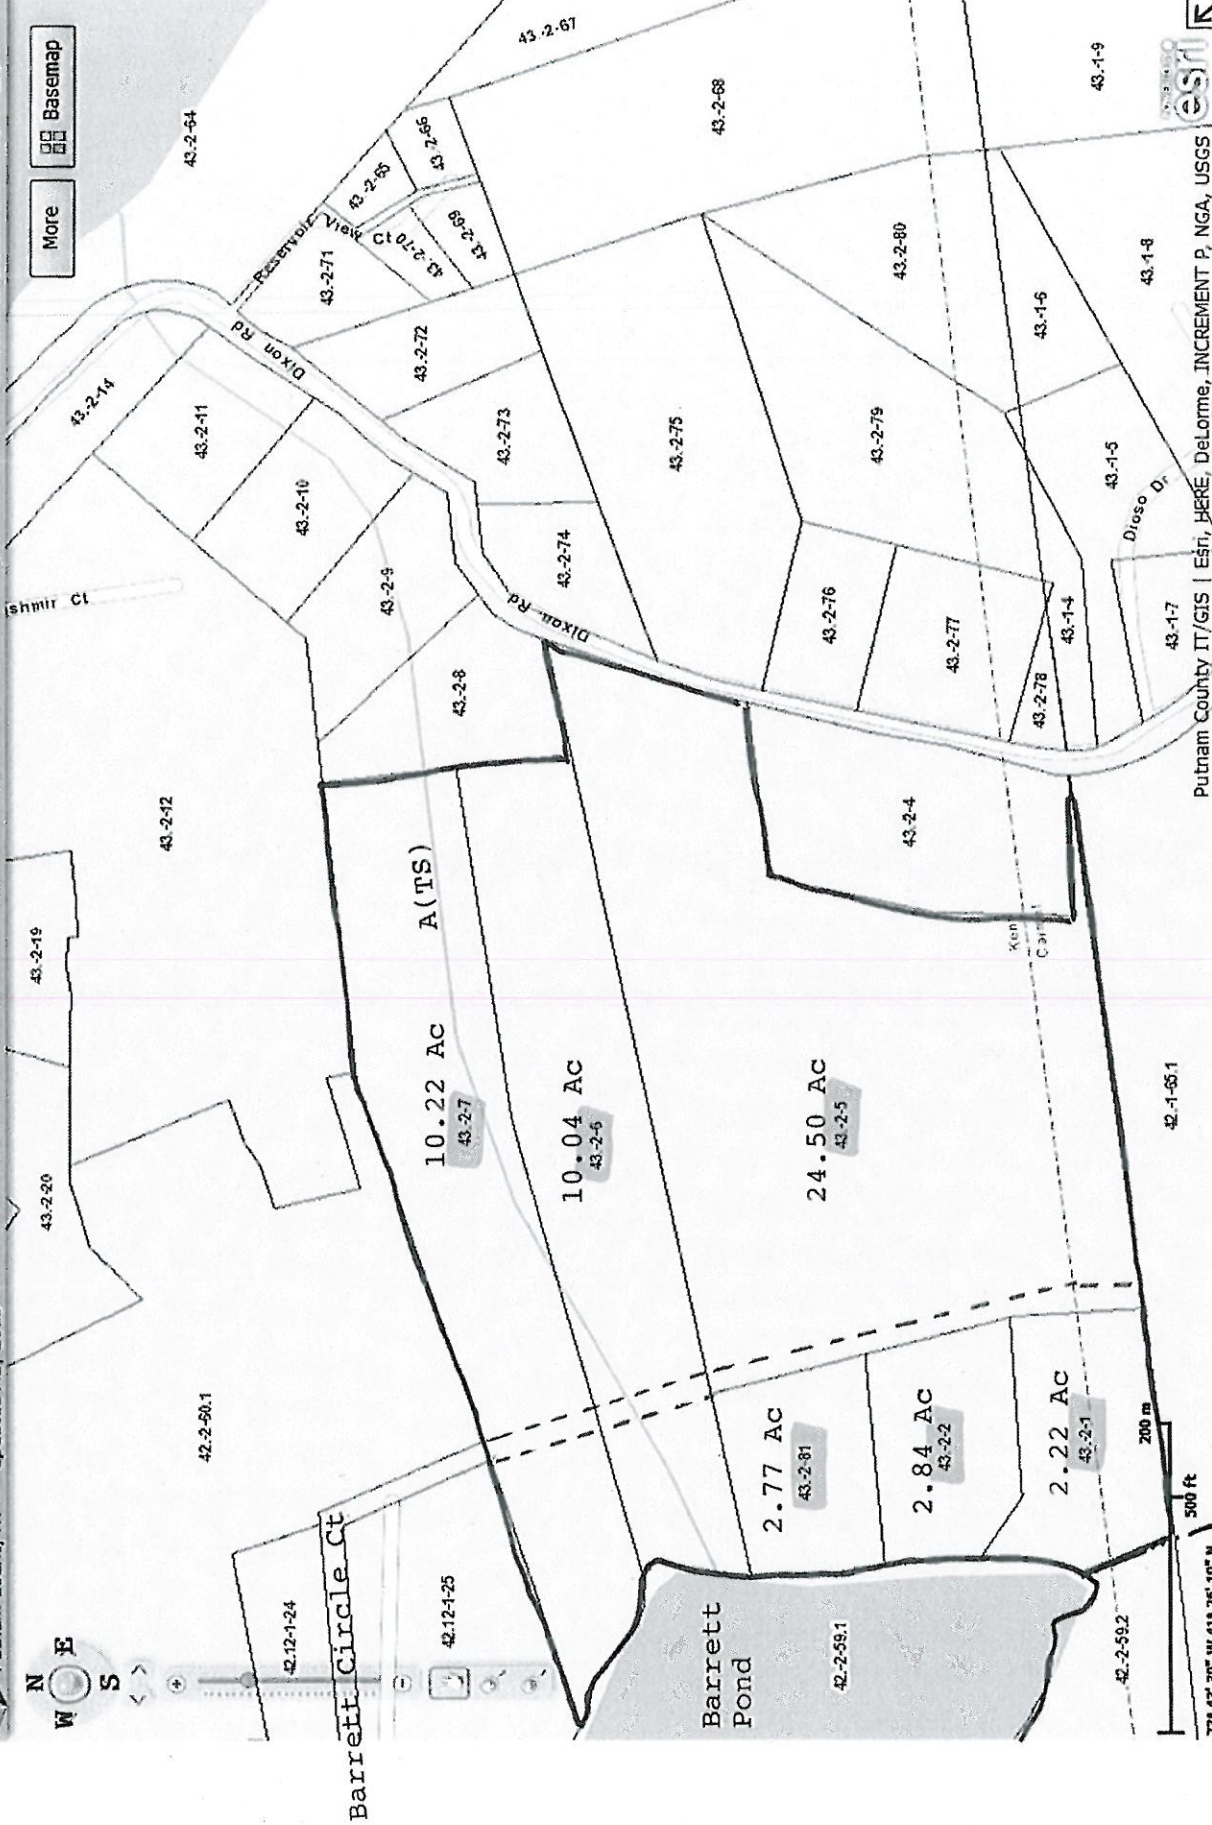 N
W E
S
More
Basemap
43.-2-64
43.-2-67
43.-2-68
43.-1-9
esri
43.-2-65
43.-2-66
43.-2-69
43.-2-70
Reservoir View Ct
43.-2-71
43.-2-72
43.-2-80
43.-1-8
43.-1-6
43.-2-14
43.-2-11
Dixon Rd
43.-2-10
43.-2-73
43.-2-75
43.-2-79
43.-1-5
Dioso Dr
shmir Ct
43.-2-9
43.-2-74
Dixon Rd
43.-2-8
43.-2-76
43.-2-77
43.-2-78
43.-1-4
43.-1-7
43.-2-19
43.-2-12
A(TS)
43.-2-4
43.-2-20
10.22 Ac
43.-2-7
10.04 Ac
43.-2-6
24.50 Ac
43.-2-5
42.-1-65.1
42.-2-60.1
2.77 Ac
43.-2-81
2.84 Ac
43.-2-2
2.22 Ac
43.-2-1
42.12-1-24
Barrett Circle Ct
42.12-1-25
Barrett
Pond
42.-2-59.1
42.-2-59.2
200 m
500 ft
Putnam County IT/GIS | Esri, HERE, DeLorme, INCREMENT P, NGA, USGS